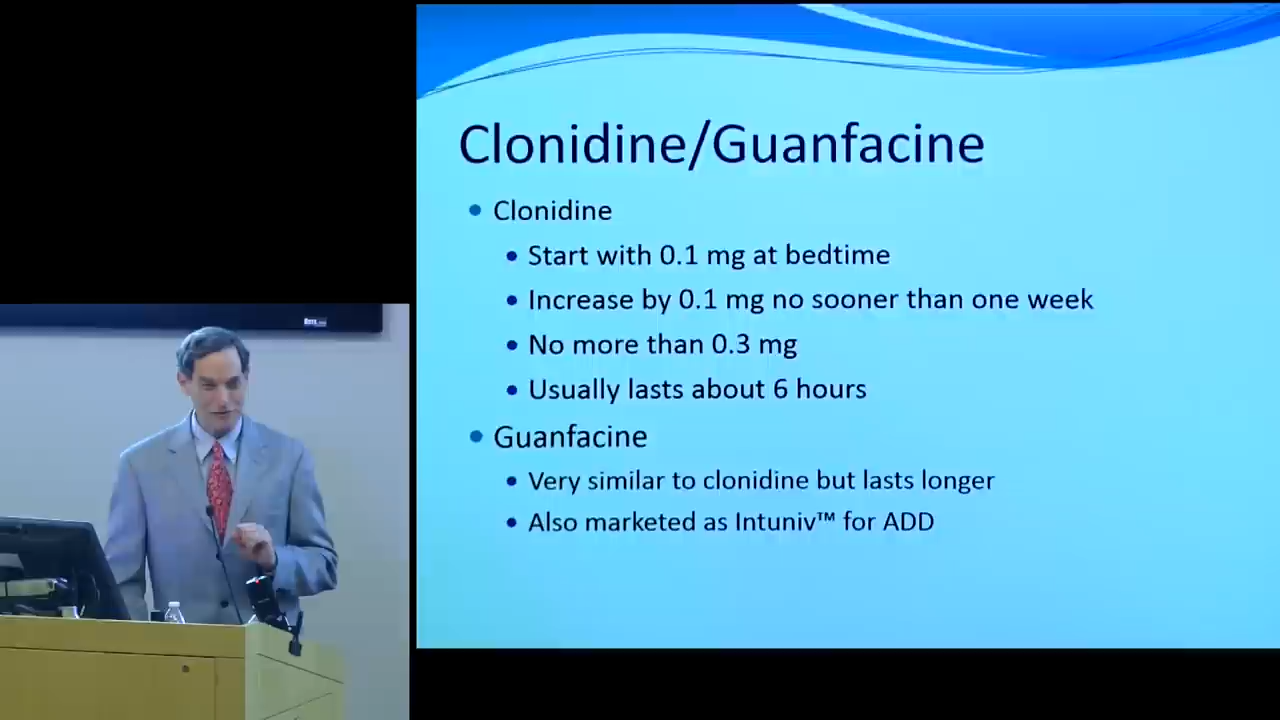 Clonidine/Guanfacine
Clonidine
Start with 0.1 mg at bedtime
Increase by 0.1 mg no sooner than one week
No more than 0.3 mg
Usually lasts about 6 hours
Guanfacine
Very similar to clonidine but lasts longer
Also marketed as Intuniv™ for ADD